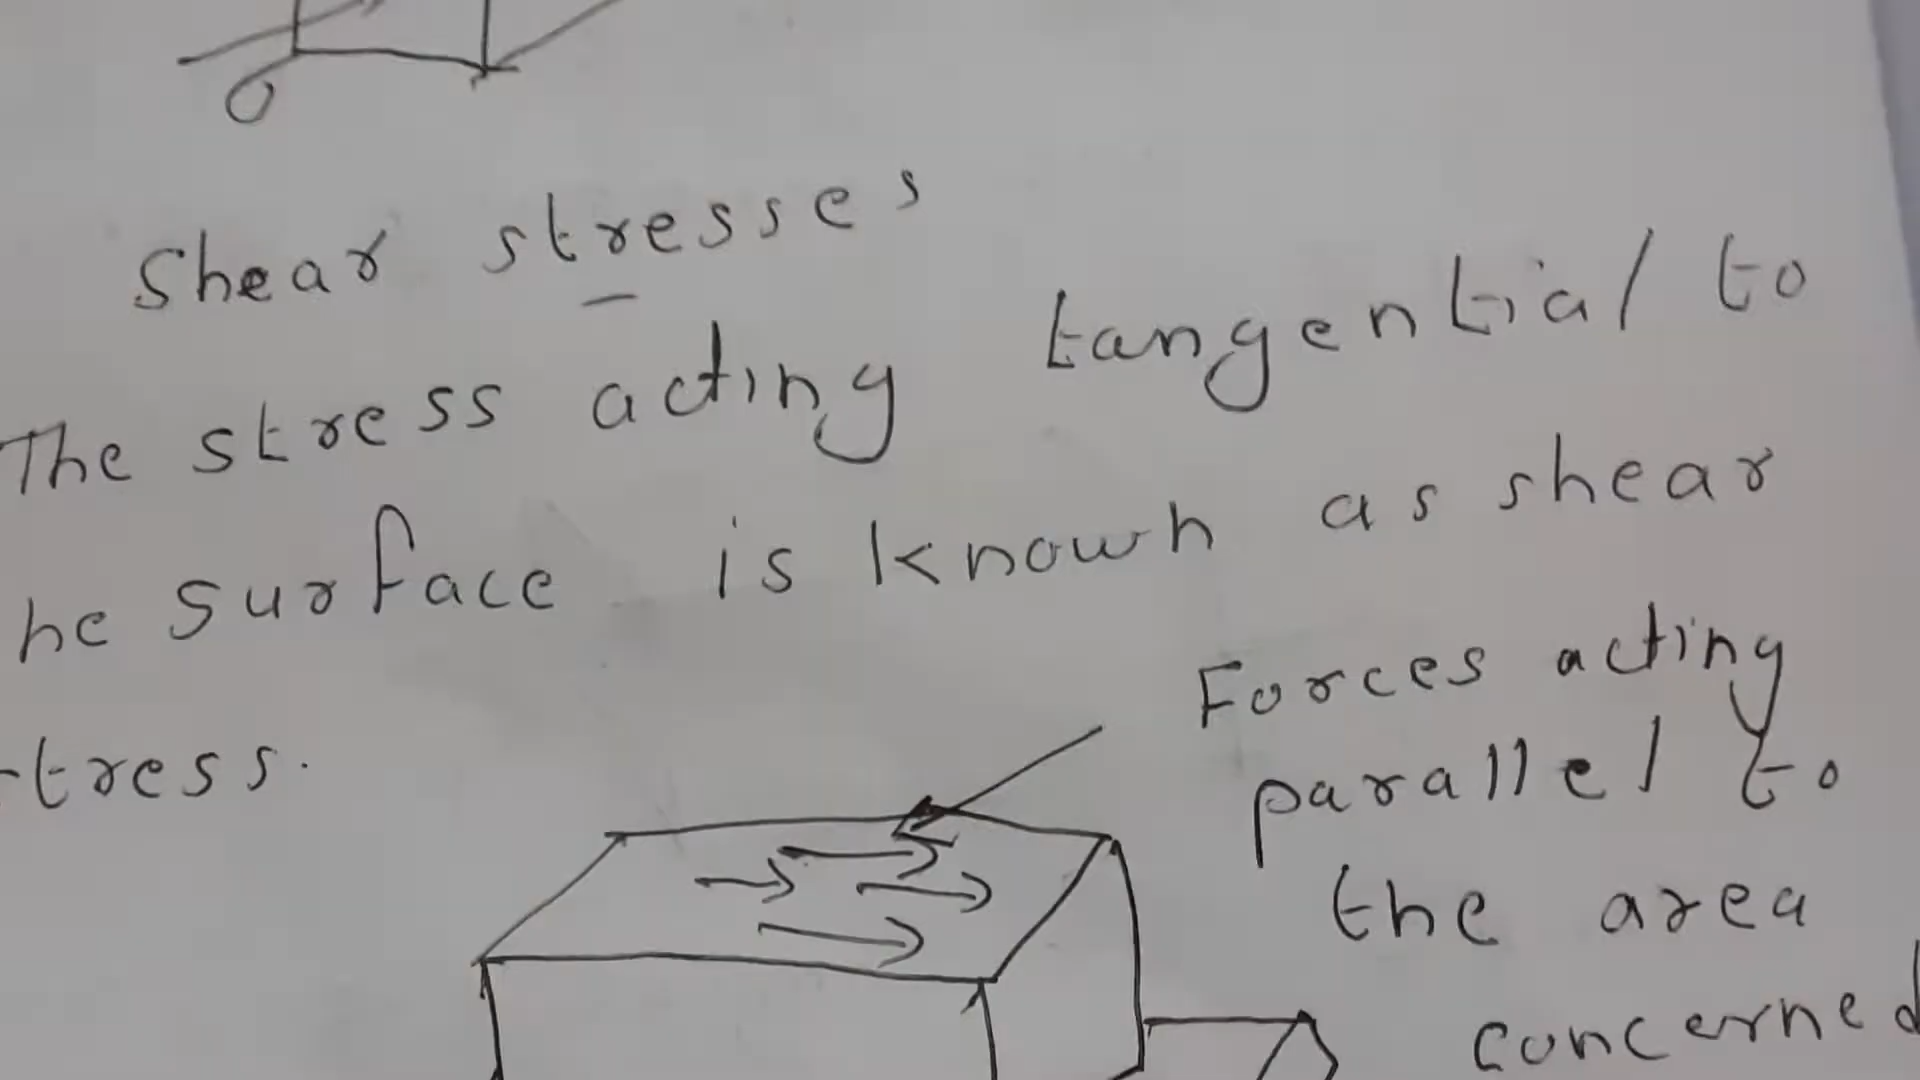 Shear stresses
The stress acting tangential to
he surface is known as shear
tress.
Forces acting
parallel to
the area
concerned